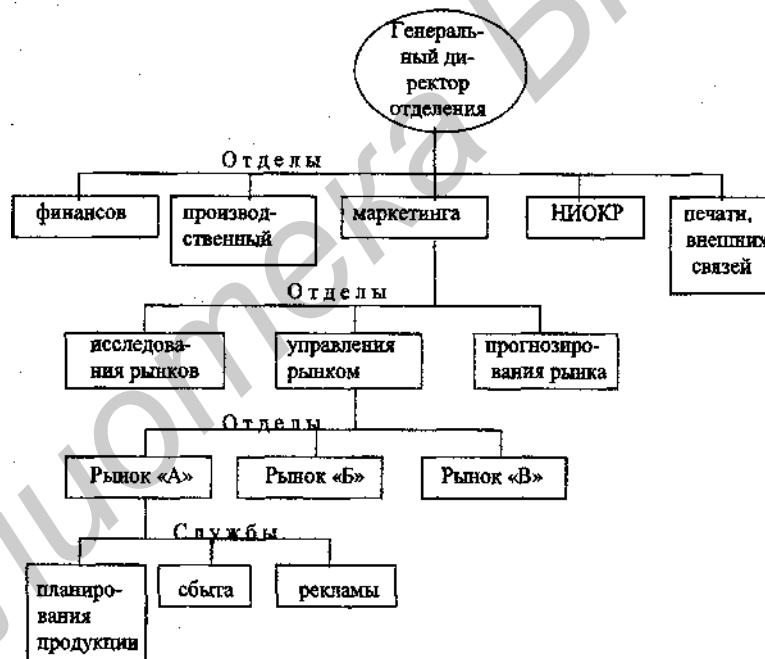 Генераль-
ный ди-
ректор
отделения
Отделы
финансов
производ-
ственный
маркетинга
НИОКР
печати,
внешних
связей
Отделы
исследова-
ния рынков
управления
рынком
прогнозиро-
вания рынка
Отделы
Рынок «А»
Рынок «Б»
Рынок «В»
Службы
планиро-
вания
продукции
сбыта
рекламы